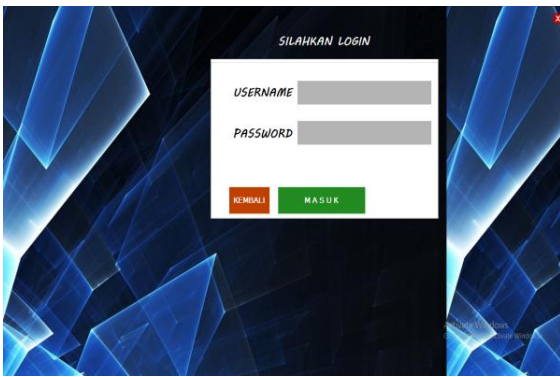 X
SILAHKAN LOGIN
USERNAME
PASSWORD
KEMBALI
MASUK
Activate Windows